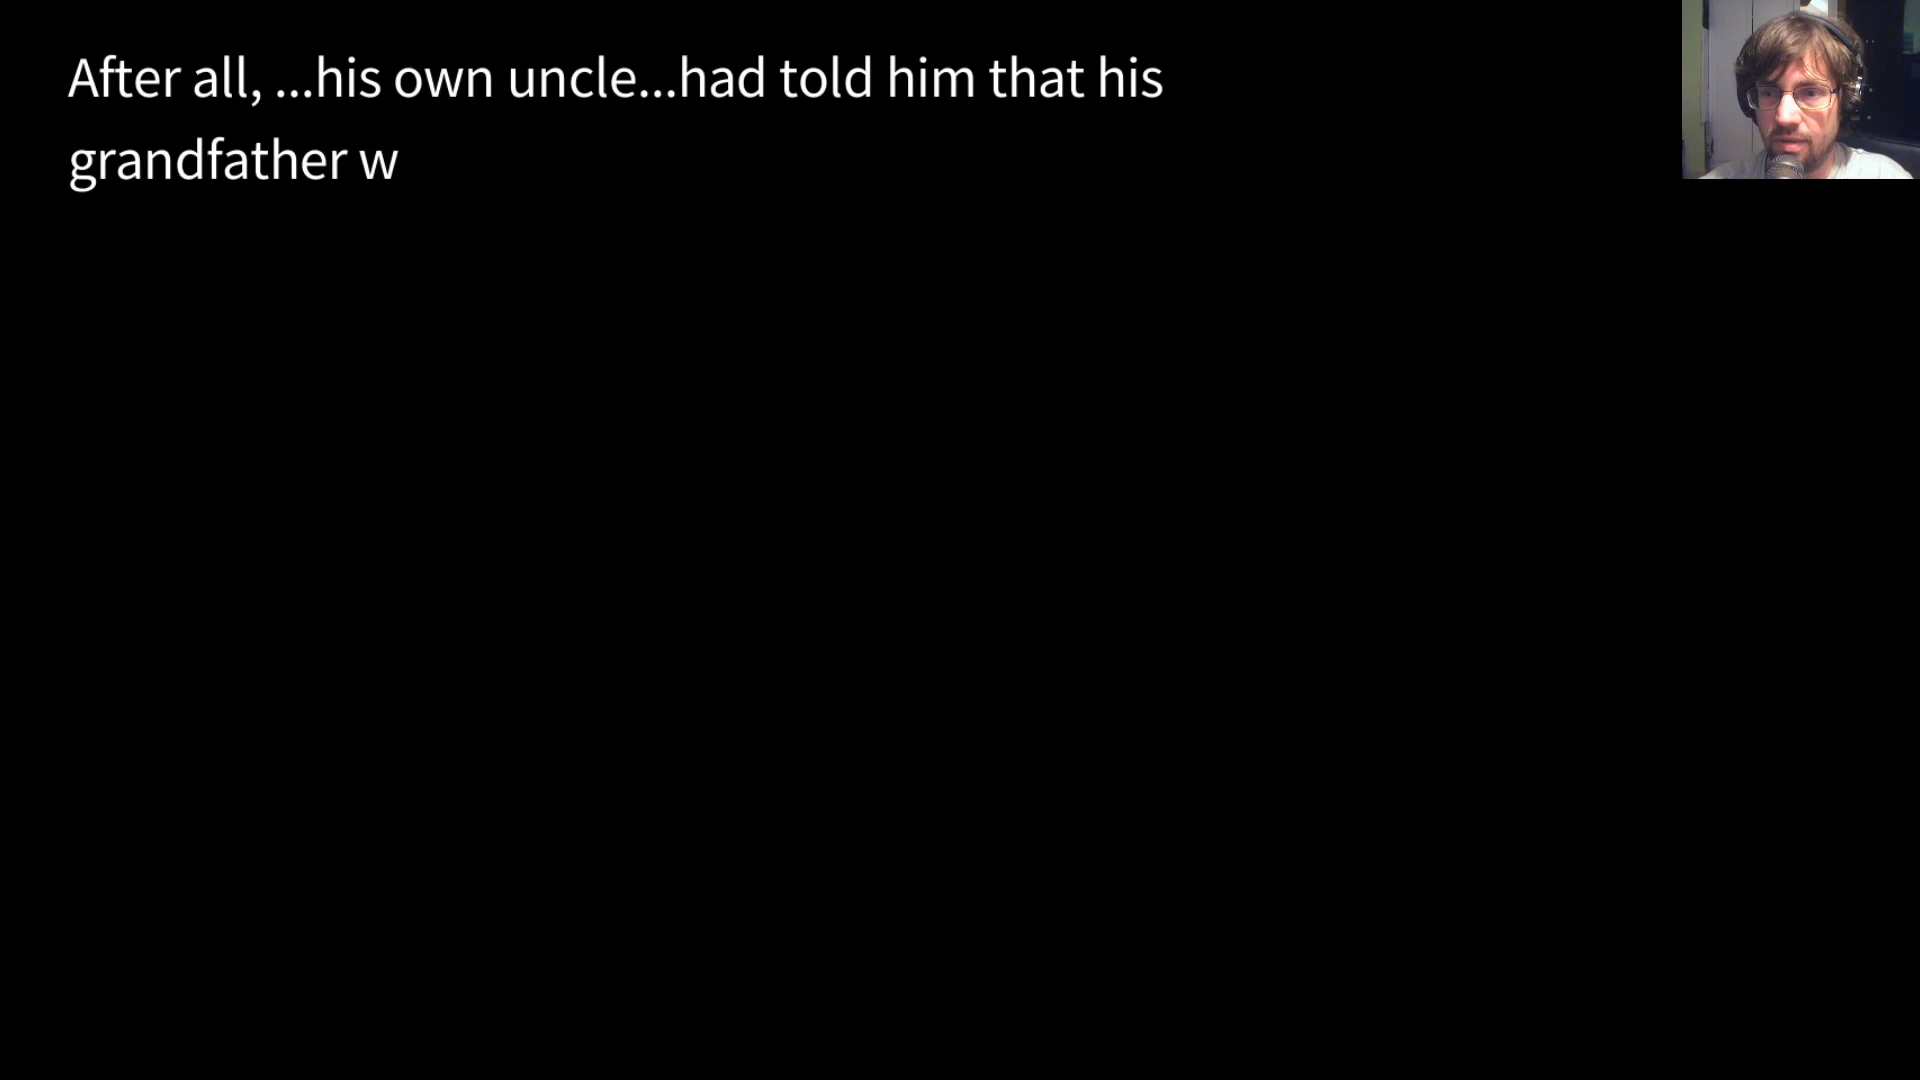 After all, ...his own uncle...had told him that his
grandfather w